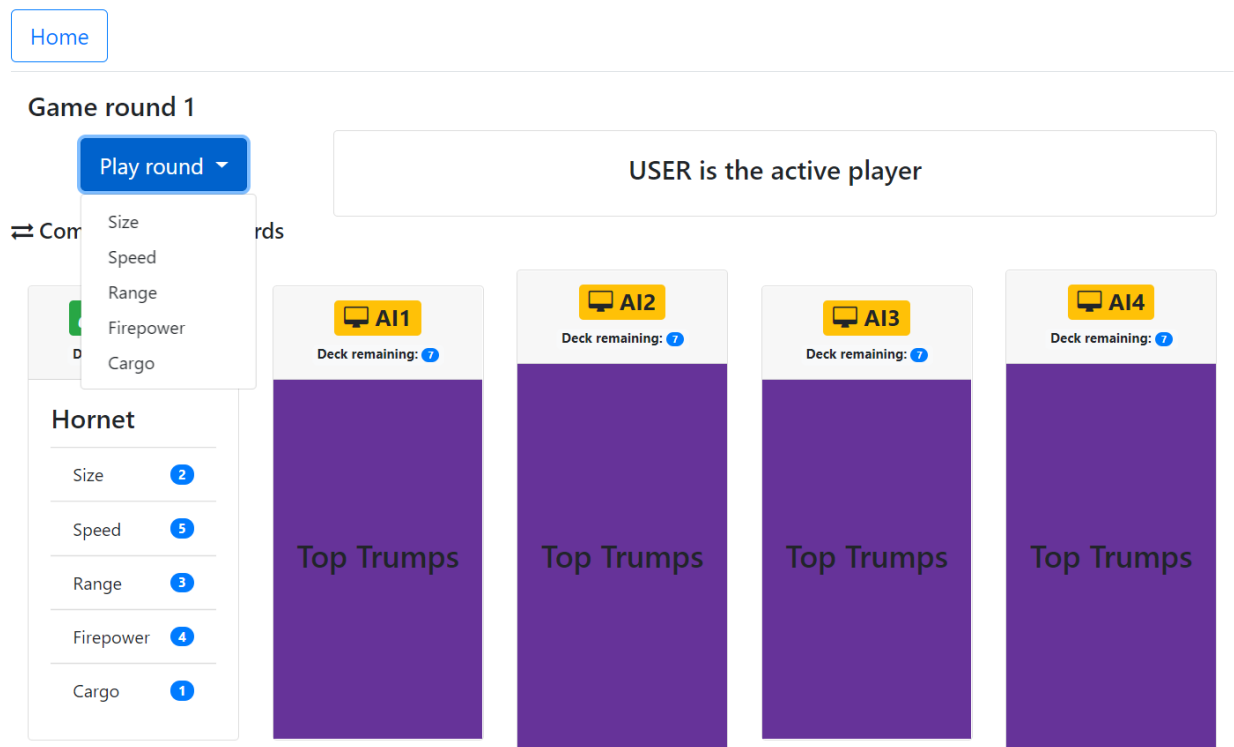 Home
Game round 1
Play round
USER is the active player
Size
Speed
Range
Firepower
Cargo
AI1
Deck remaining: 7
AI2
Deck remaining: 7
AI3
Deck remaining: 7
AI4
Deck remaining: 7
Hornet
Size 2
Speed 5
Range 3
Firepower 4
Cargo 1
Top Trumps
Top Trumps
Top Trumps
Top Trumps